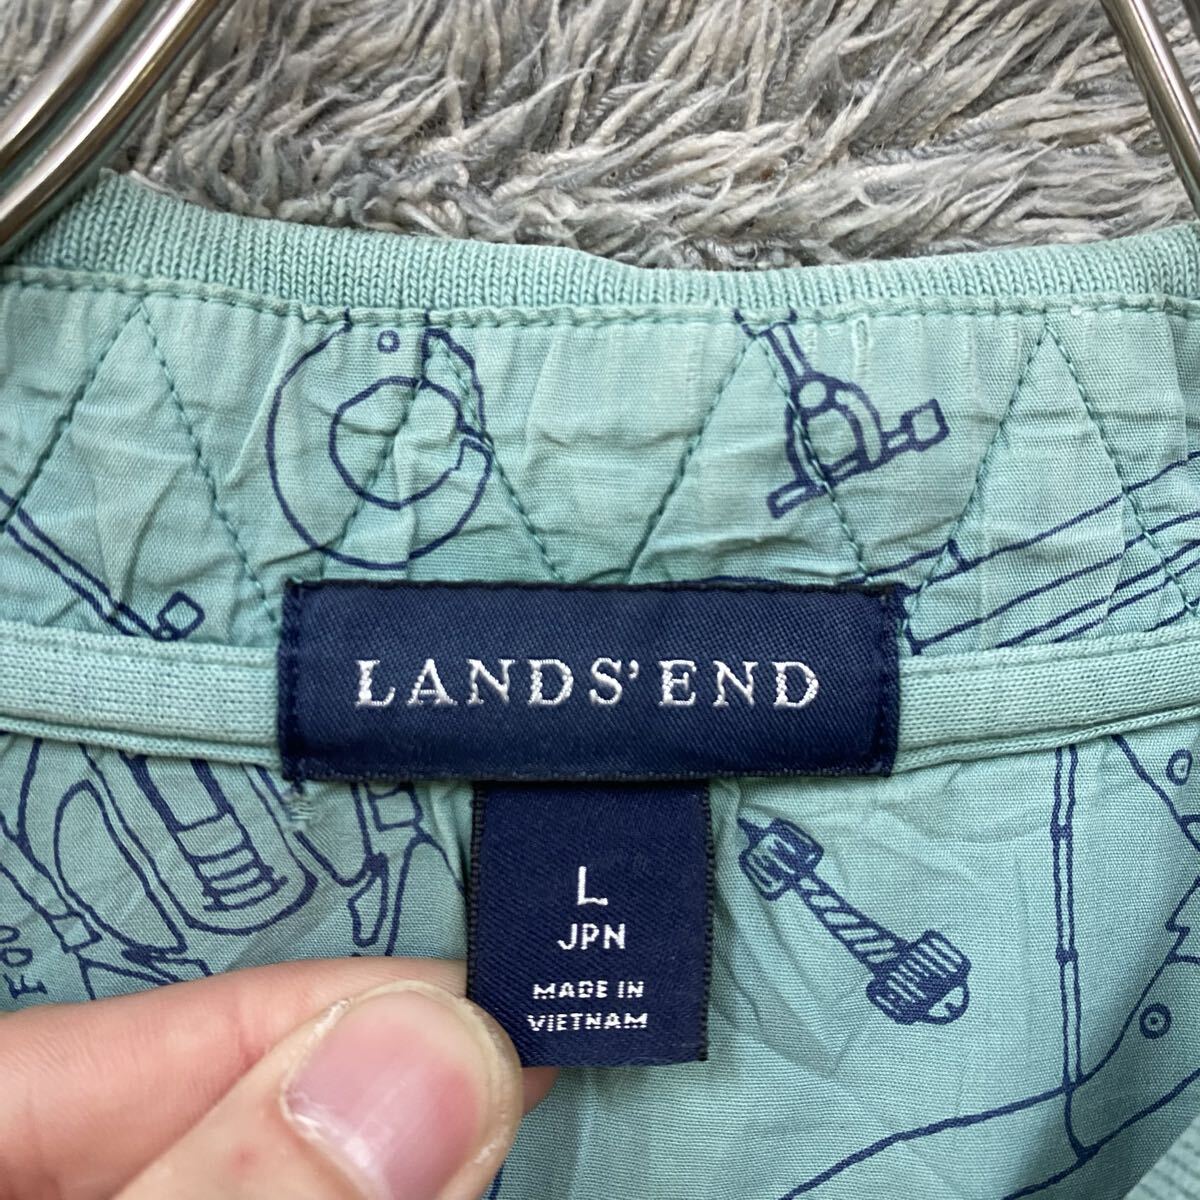 LANDS' END
L
JPN
MADE IN
VIETNAM